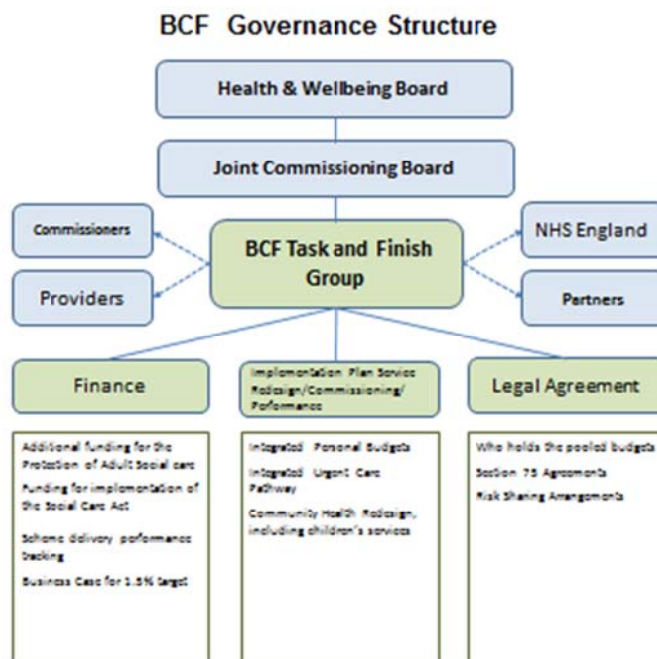 BCF Governance Structure
Health & Wellbeing Board
Joint Commissioning Board
Commissioners
Providers
BCF Task and Finish
Group
NHS England
Partners
Finance
Implementation Plan Service
Redesign/Commissioning/
Performance
Legal Agreement
Additional funding for the
Protection of Adult Social care
Funding for implementation of
the Social Care Act
Scheme delivery performance
tracking
Business Case for 1.5% target
Integrated Personal Budgets
Integrated Urgent Care
Pathway
Community Health Redesign,
including children's services
Who holds the pooled budgets
Section 75 Agreements
Risk Sharing Arrangements